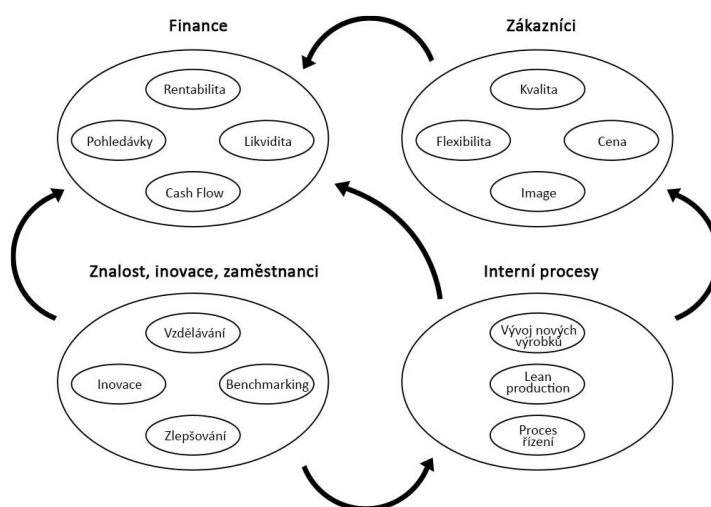 Finance
Rentabilita
Pohledávky
Likvidita
Cash Flow
Zákazníci
Kvalita
Flexibilita
Cena
Image
Znalost, inovace, zaměstnanci
Vzdělávání
Inovace
Benchmarking
Zlepšování
Interní procesy
Vývoj nových
výrobků
Lean
production
Proces
řízení